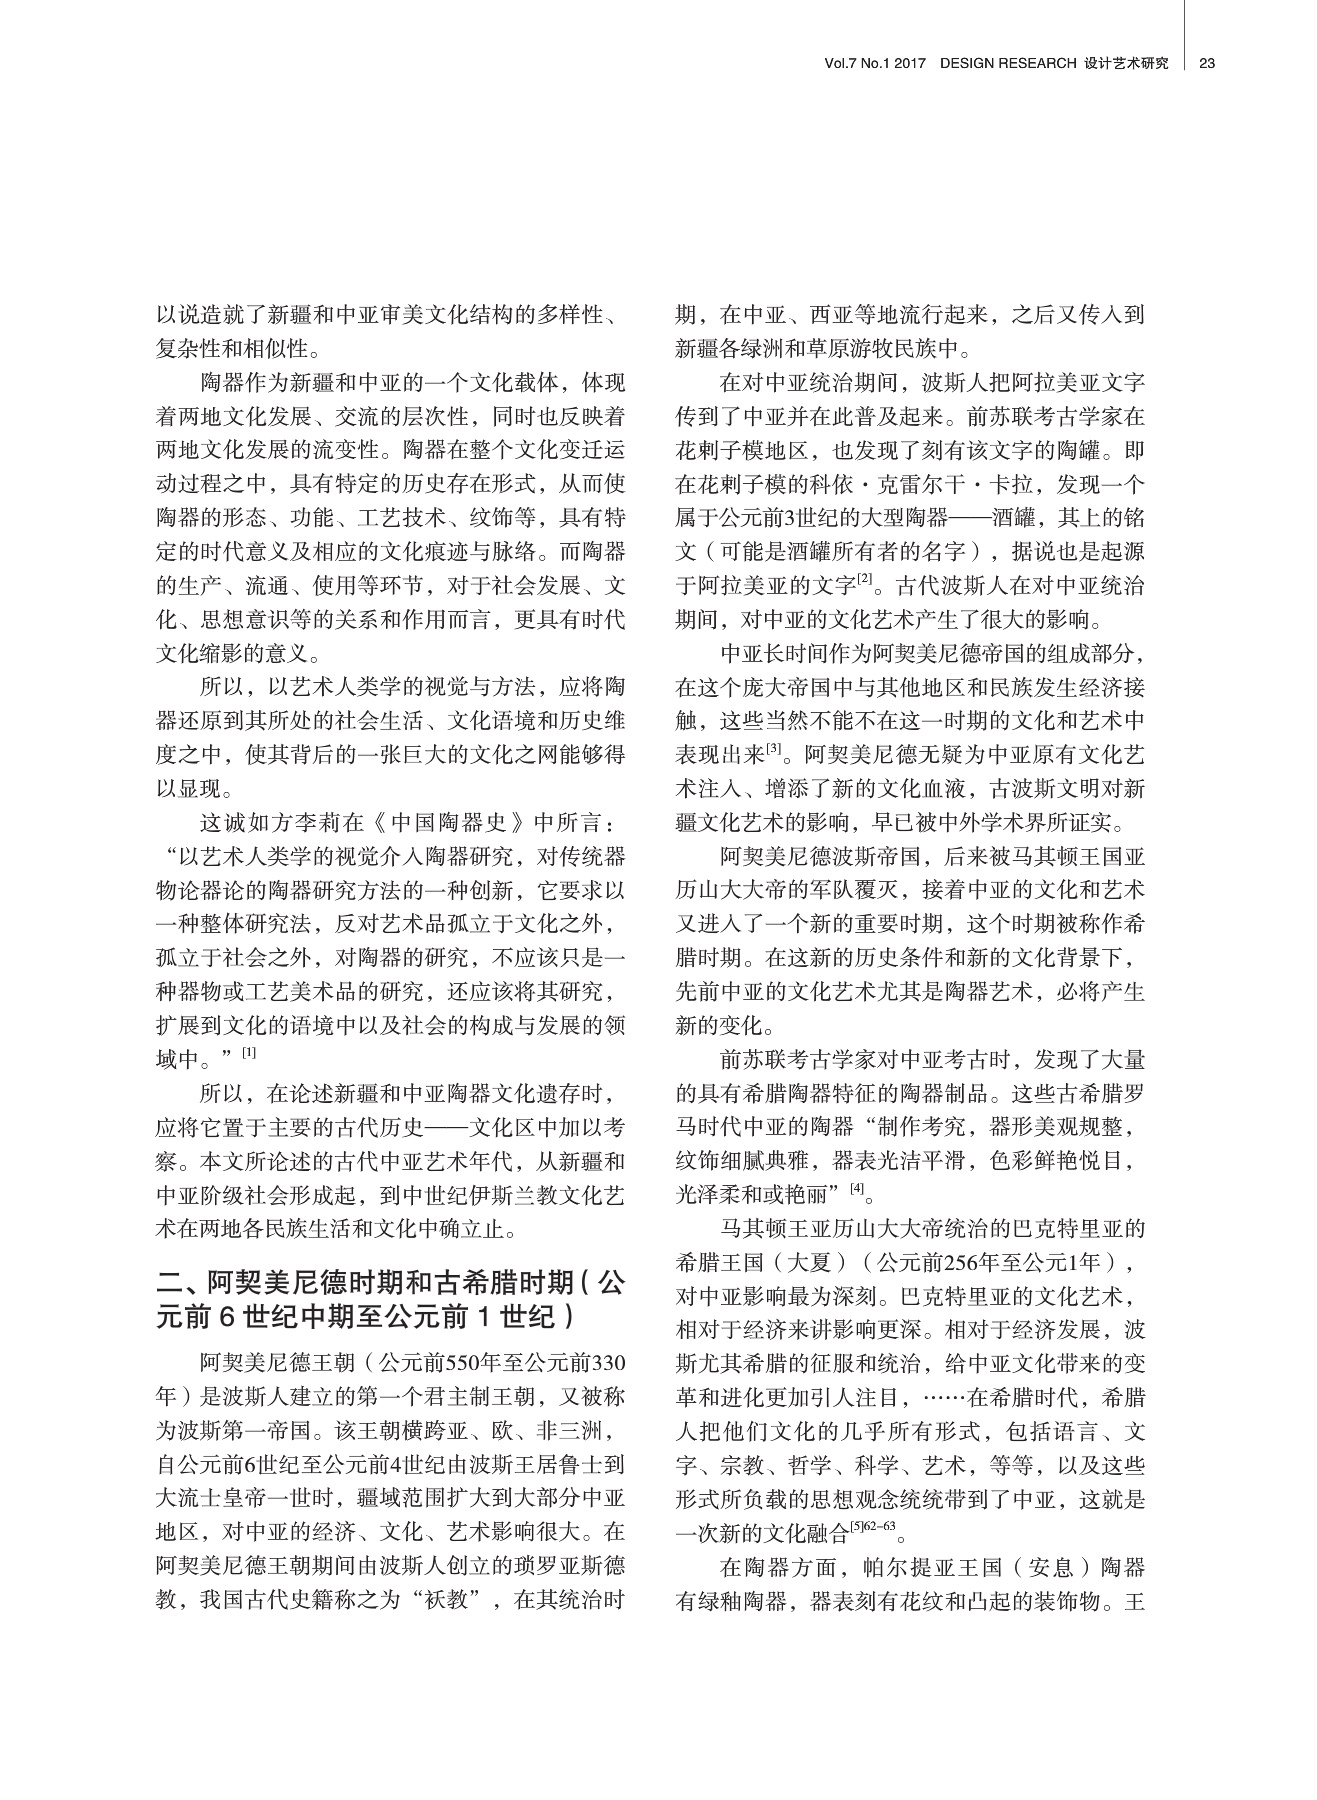 Vol.7 No.1 2017 DESIGN RESEARCH 设计艺术研究 23
以说造就了新疆和中亚审美文化结构的多样性、
复杂性和相似性。
陶器作为新疆和中亚的一个文化载体，体现
着两地文化发展、交流的层次性，同时也反映着
两地文化发展的流变性。陶器在整个文化变迁运
动过程之中，具有特定的历史存在形式，从而使
陶器的形态、功能、工艺技术、纹饰等，具有特
定的时代意义及相应的文化痕迹与脉络。而陶器
的生产、流通、使用等环节，对于社会发展、文
化、思想意识等的关系和作用而言，更具有时代
文化缩影的意义。
所以，以艺术人类学的视觉与方法，应将陶
器还原到其所处的社会生活、文化语境和历史维
度之中，使其背后的一张巨大的文化之网能够得
以显现。
这诚如方李莉在《中国陶器史》中所言：
“以艺术人类学的视觉介入陶器研究，对传统器
物论器论的陶器研究方法的一种创新，它要求以
一种整体研究法，反对艺术品孤立于文化之外，
孤立于社会之外，对陶器的研究，不应该只是一
种器物或工艺美术品的研究，还应该将其研究，
扩展到文化的语境中以及社会的构成与发展的领
域中。”[1]
所以，在论述新疆和中亚陶器文化遗存时，
应将它置于主要的古代历史——文化区中加以考
察。本文所论述的古代中亚艺术年代，从新疆和
中亚阶级社会形成起，到中世纪伊斯兰教文化艺
术在两地各民族生活和文化中确立止。
二、阿契美尼德时期和古希腊时期（公
元前 6 世纪中期至公元前 1 世纪）
阿契美尼德王朝（公元前550年至公元前330
年）是波斯人建立的第一个君主制王朝，又被称
为波斯第一帝国。该王朝横跨亚、欧、非三洲，
自公元前6世纪至公元前4世纪由波斯王居鲁士到
大流士皇帝一世时，疆域范围扩大到大部分中亚
地区，对中亚的经济、文化、艺术影响很大。在
阿契美尼德王朝期间由波斯人创立的琐罗亚斯德
教，我国古代史籍称之为“袄教”，在其统治时
期，在中亚、西亚等地流行起来，之后又传入到
新疆各绿洲和草原游牧民族中。
在对中亚统治期间，波斯人把阿拉美亚文字
传到了中亚并在此普及起来。前苏联考古学家在
花剌子模地区，也发现了刻有该文字的陶罐。即
在花剌子模的科依·克雷尔干·卡拉，发现一个
属于公元前3世纪的大型陶器——酒罐，其上的铭
文（可能是酒罐所有者的名字），据说也是起源
于阿拉美亚的文字[2]。古代波斯人在对中亚统治
期间，对中亚的文化艺术产生了很大的影响。
中亚长时间作为阿契美尼德帝国的组成部分，
在这个庞大帝国中与其他地区和民族发生经济接
触，这些当然不能不在这一时期的文化和艺术中
表现出来[3]。阿契美尼德无疑为中亚原有文化艺
术注入、增添了新的文化血液，古波斯文明对新
疆文化艺术的影响，早已被中外学术界所证实。
阿契美尼德波斯帝国，后来被马其顿王国亚
历山大大帝的军队覆灭，接着中亚的文化和艺术
又进入了一个新的重要时期，这个时期被称作希
腊时期。在这新的历史条件和新的文化背景下，
先前中亚的文化艺术尤其是陶器艺术，必将产生
新的变化。
前苏联考古学家对中亚考古时，发现了大量
的具有希腊陶器特征的陶器制品。这些古希腊罗
马时代中亚的陶器“制作考究，器形美观规整，
纹饰细腻典雅，器表光洁平滑，色彩鲜艳悦目，
光泽柔和或艳丽”[4]。
马其顿王亚历山大大帝统治的巴克特里亚的
希腊王国（大夏）（公元前256年至公元1年），
对中亚影响最为深刻。巴克特里亚的文化艺术，
相对于经济来讲影响更深。相对于经济发展，波
斯尤其希腊的征服和统治，给中亚文化带来的变
革和进化更加引人注目，……在希腊时代，希腊
人把他们文化的几乎所有形式，包括语言、文
字、宗教、哲学、科学、艺术，等等，以及这些
形式所负载的思想观念统统带到了中亚，这就是
一次新的文化融合[5]62–63。
在陶器方面，帕尔提亚王国（安息）陶器
有绿釉陶器，器表刻有花纹和凸起的装饰物。王